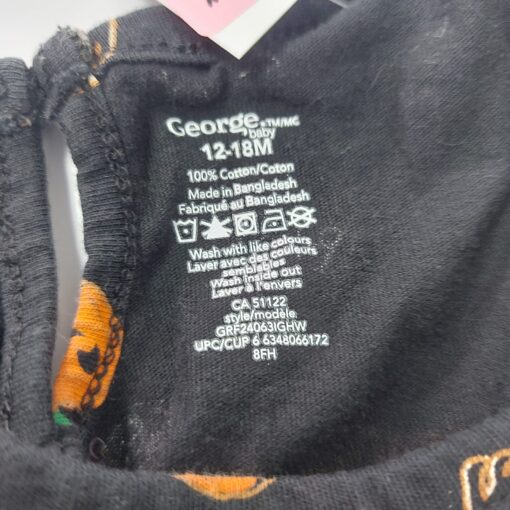 George.TM/MC
baby
12-18M
100% Cotton/Coton
Made in Bangladesh
Fabriqué au Bangladesh
Wash with like colours
Laver avec des couleurs
semblables
Wash inside out
Laver à l'envers
CA 51122
style/modèle
GRF24063IGHW
UPC/CUP 6 6348066172
8FH